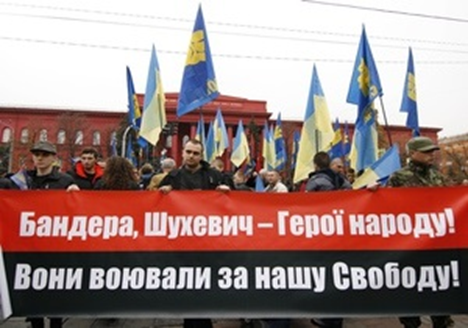 Бандера, Шухевич – Герої народу!
Вони воювали за нашу Свободу!